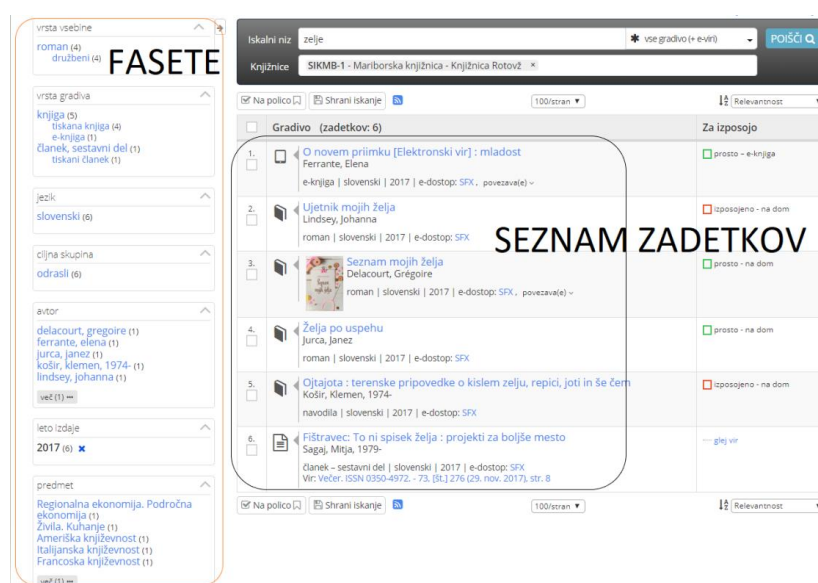 vrsta vsebine
roman (4)
družbeni (4)
FASETE
vrsta gradiva
knjiga (5)
tiskana knjiga (4)
e-knjiga (1)
članek, sestavni del (1)
tiskani članek (1)
jezik
slovenski (6)
ciljna skupina
odrasli (6)
avtor
delacourt, gregoire (1)
ferrante, elena (1)
jurca, janez (1)
košir, klemen, 1974- (1)
lindsey, johanna (1)
več (1)
leto izdaje
2017 (6)
predmet
Regionalna ekonomija. Področna
ekonomija (1)
Živila. Kuhanje (1)
Ameriška književnost (1)
Italijanska književnost (1)
Francoska književnost (1)
več (1)
Iskalni niz zelje vse gradivo (+ e-viri) POIŠČI
Knjižnice SIKMB-1 - Mariborska knjižnica - Knjižnica Rotovž ×
Na polico Shrani iskanje 100/stran Relevantnost
Gradivo (zadetkov: 6) Za izposojo
1. O novem priimku [Elektronski vir] : mladost prosto – e-knjiga
Ferrante, Elena
e-knjiga | slovenski | 2017 | e-dostop: SFX , povezava(e)
2. Ujetnik mojih želja izposojeno - na dom
Lindsey, Johanna
roman | slovenski | 2017 | e-dostop: SFX
SEZNAM ZADETKOV
3. Seznam mojih želja prosto - na dom
Delacourt, Grégoire
roman | slovenski | 2017 | e-dostop: SFX , povezava(e)
4. Želja po uspehu prosto - na dom
Jurca, Janez
roman | slovenski | 2017 | e-dostop: SFX
5. Ojtajota : terenske pripovedke o kislem zelju, repici, joti in še čem izposojeno - na dom
Košir, Klemen, 1974-
navodila | slovenski | 2017 | e-dostop: SFX
6. Fištravec: To ni spisek želja : projekti za boljše mesto glej vir
Sagaj, Mitja, 1979-
članek – sestavni del | slovenski | 2017 | e-dostop: SFX
Vir: Večer. ISSN 0350-4972. - 73, [št.] 276 (29. nov. 2017), str. 8
Na polico Shrani iskanje 100/stran Relevantnost